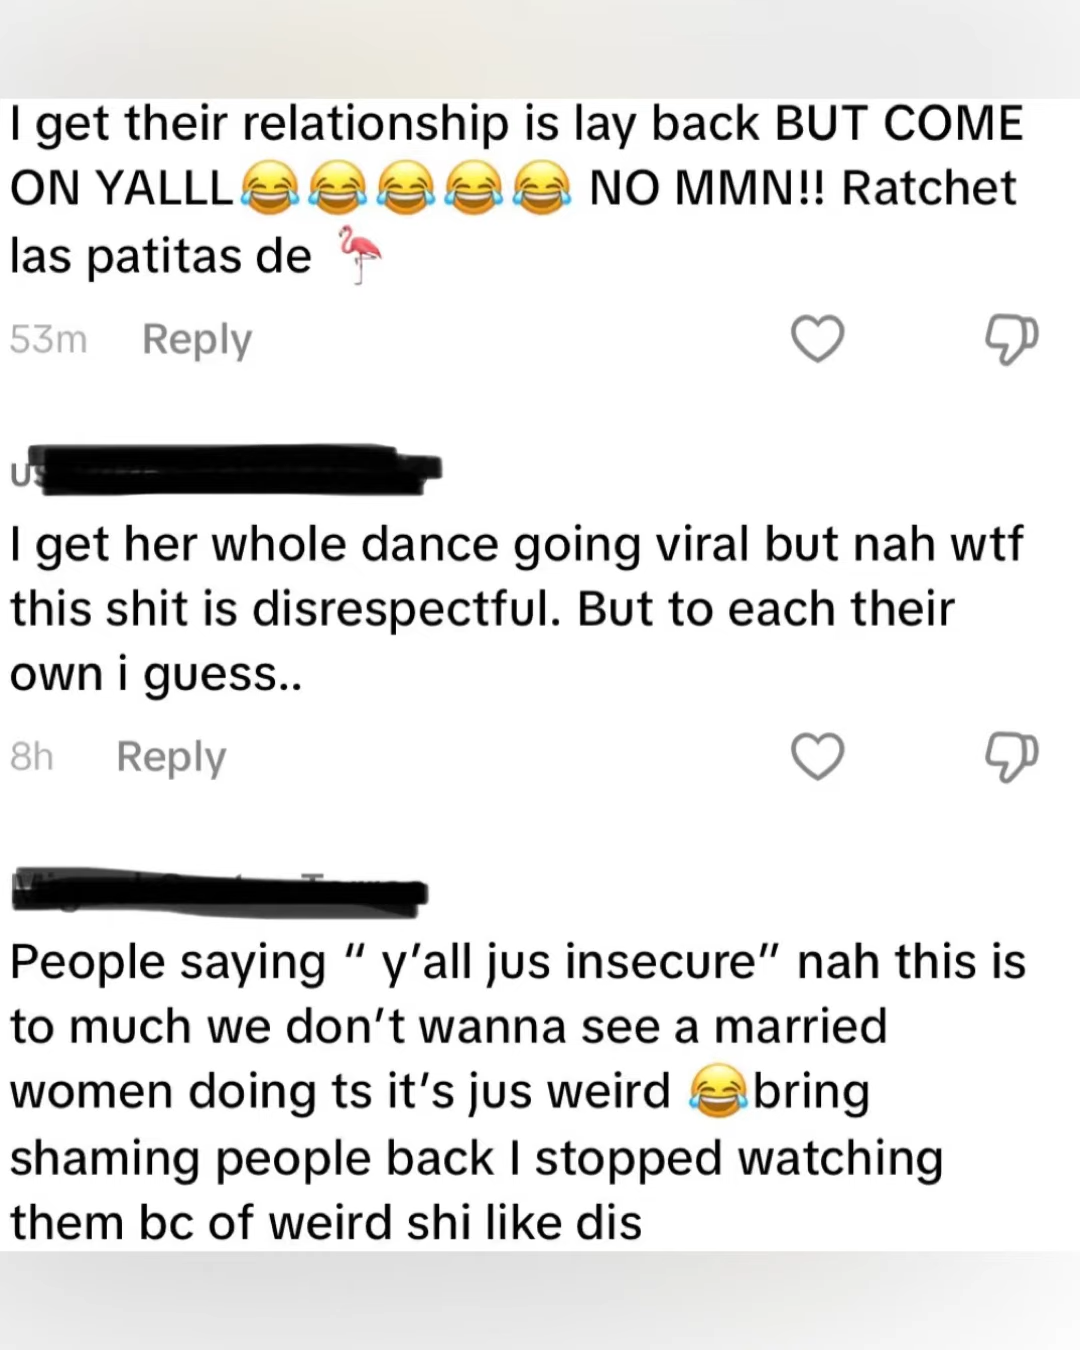 I get their relationship is lay back BUT COME
ON YALLL😂😂😂😂😂 NO MMN!! Ratchet
las patitas de 🦩
53m Reply
I get her whole dance going viral but nah wtf
this shit is disrespectful. But to each their
own i guess..
8h Reply
People saying “ y’all jus insecure” nah this is
to much we don’t wanna see a married
women doing ts it’s jus weird 😂bring
shaming people back I stopped watching
them bc of weird shi like dis